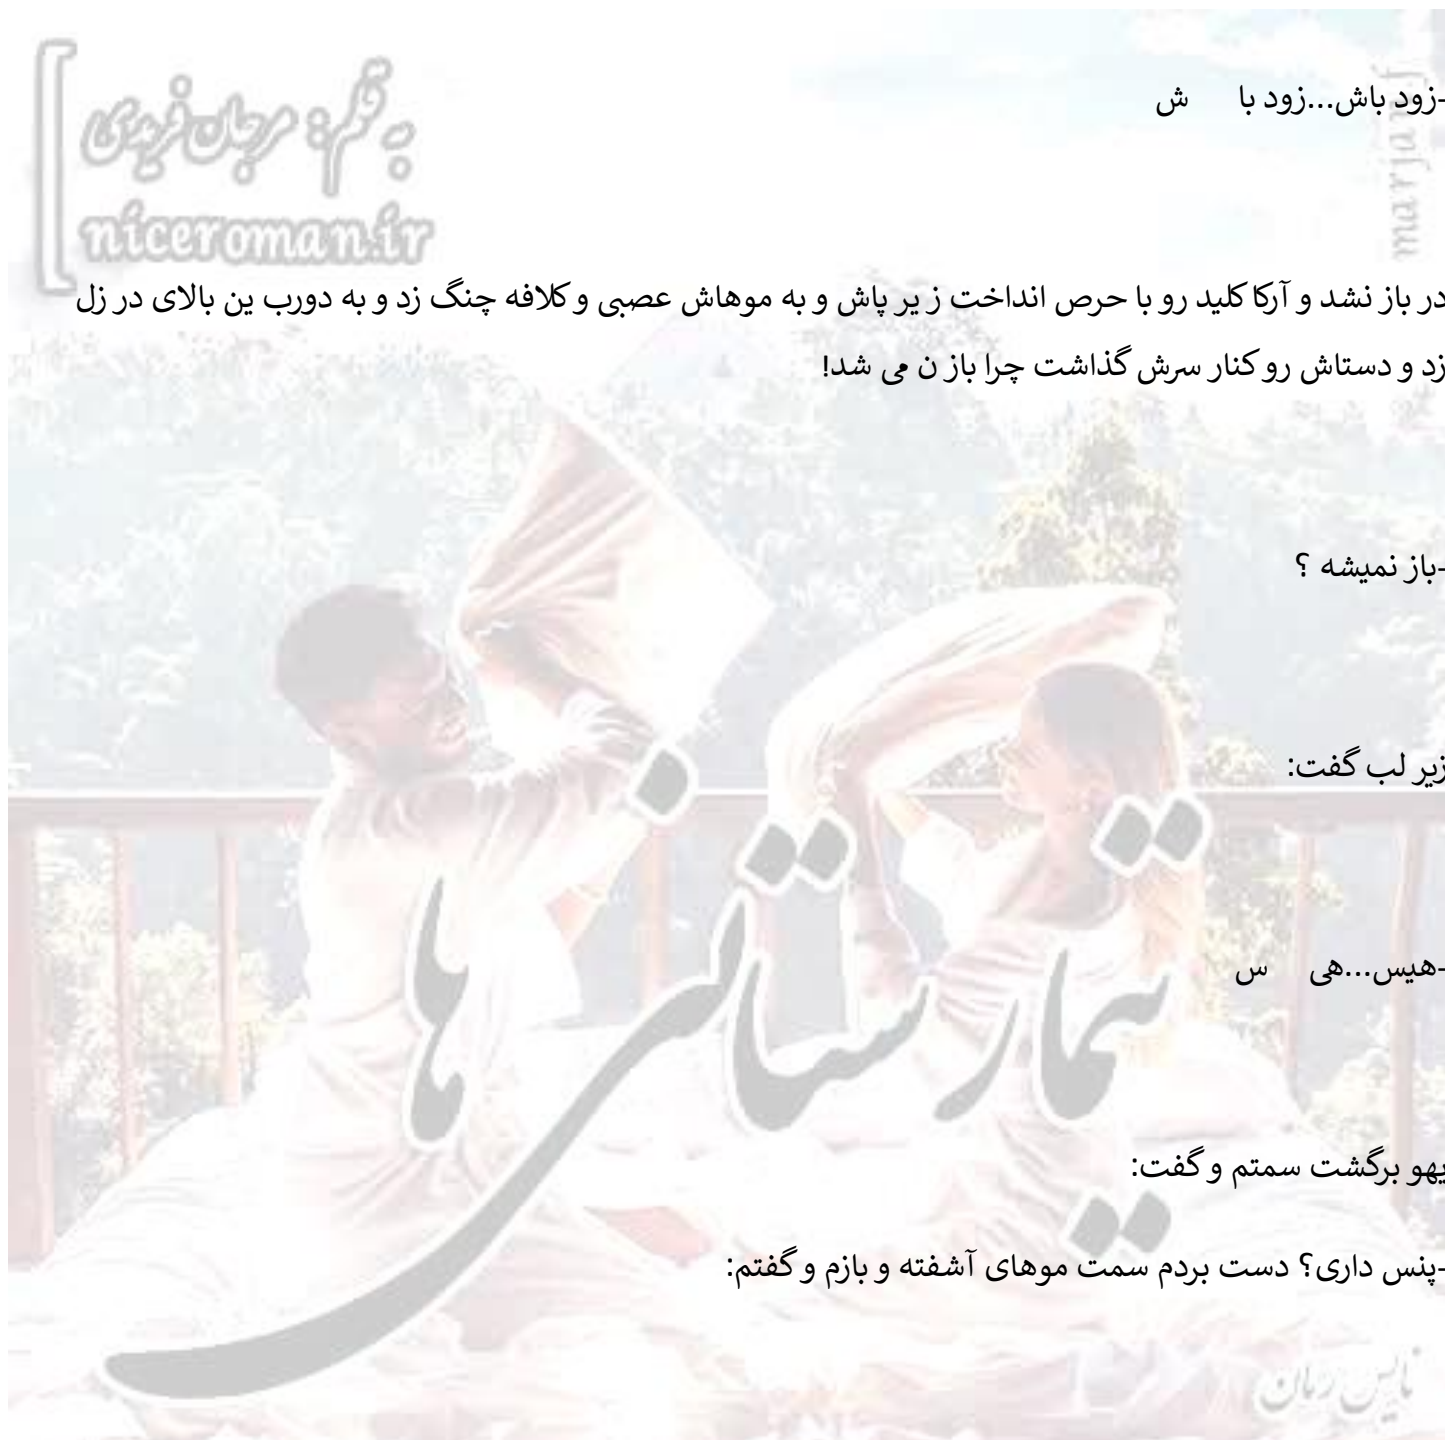 به قلم: مرجان فریدی
niceroman.ir
marjan f
-زود باش...زود با ش
در باز نشد و آرکا کلید رو با حرص انداخت ز یر پاش و به موهاش عصبی و کلافه چنگ زد و به دورب ین بالای در زل
زد و دستاش رو کنار سرش گذاشت چرا باز ن می شد!
-باز نمیشه ؟
زیر لب گفت:
-هیس...هی س
یهو برگشت سمتم و گفت:
-پنس داری؟ دست بردم سمت موهای آشفته و بازم و گفتم:
تیمارستانی ها
نایس رمان